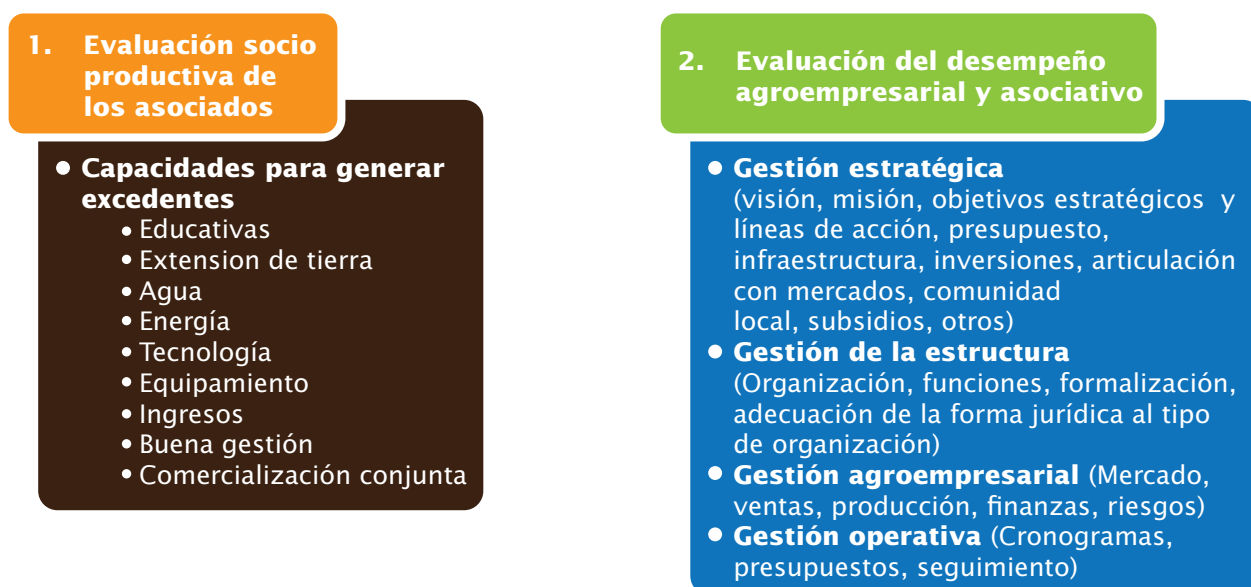 1. Evaluación socio
productiva de
los asociados
• Capacidades para generar
excedentes
• Educativas
• Extension de tierra
• Agua
• Energía
• Tecnología
• Equipamiento
• Ingresos
• Buena gestión
• Comercialización conjunta
2. Evaluación del desempeño
agroempresarial y asociativo
• Gestión estratégica
(visión, misión, objetivos estratégicos y
líneas de acción, presupuesto,
infraestructura, inversiones, articulación
con mercados, comunidad
local, subsidios, otros)
• Gestión de la estructura
(Organización, funciones, formalización,
adecuación de la forma jurídica al tipo
de organización)
• Gestión agroempresarial (Mercado,
ventas, producción, finanzas, riesgos)
• Gestión operativa (Cronogramas,
presupuestos, seguimiento)